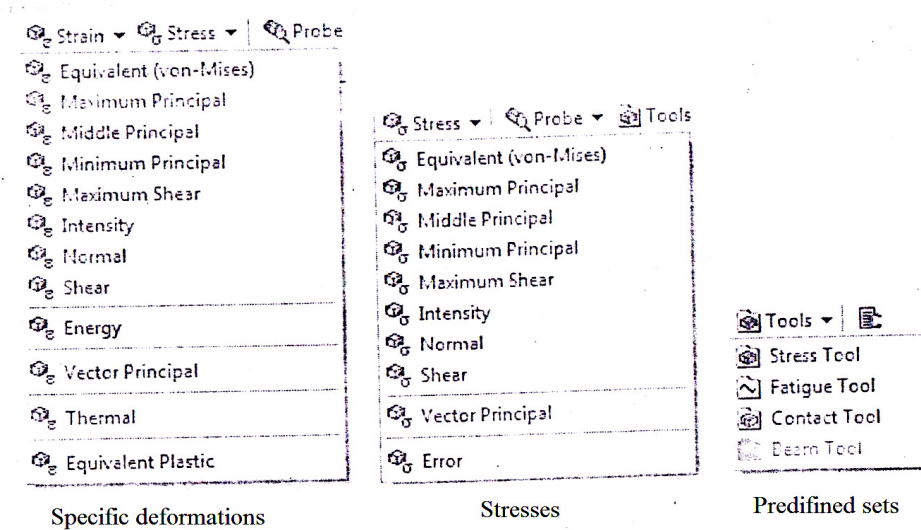 Strain Stress Probe
Equivalent (von-Mises)
Maximum Principal
Middle Principal
Minimum Principal
Maximum Shear
Intensity
Normal
Shear
Energy
Vector Principal
Thermal
Equivalent Plastic
Specific deformations
Stress Probe Tools
Equivalent (von-Mises)
Maximum Principal
Middle Principal
Minimum Principal
Maximum Shear
Intensity
Normal
Shear
Vector Principal
Error
Stresses
Tools
Stress Tool
Fatigue Tool
Contact Tool
Beam Tool
Predifined sets